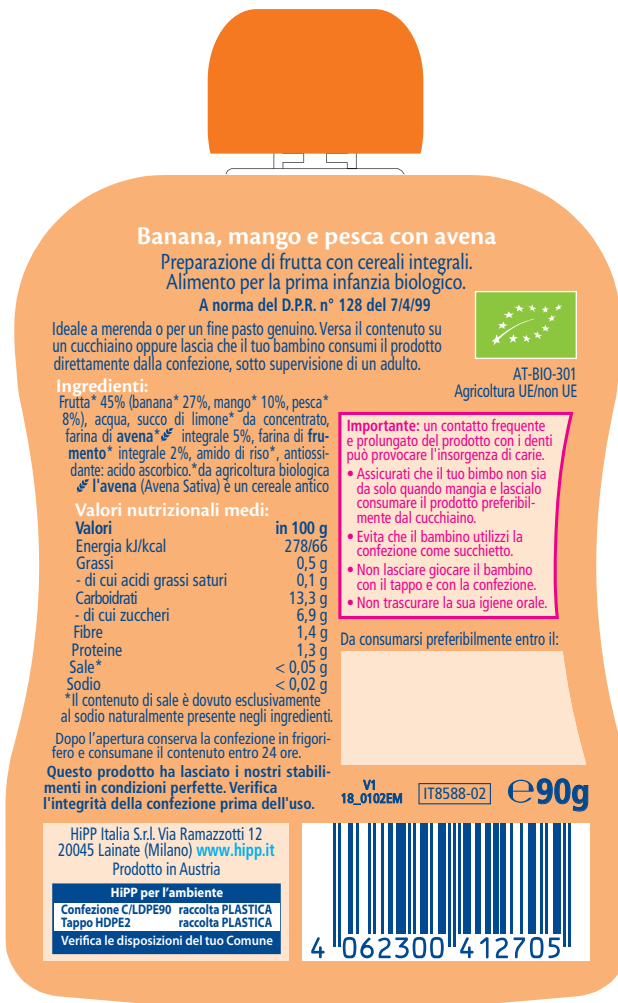 Banana, mango e pesca con avena
Preparazione di frutta con cereali integrali.
Alimento per la prima infanzia biologico.
A norma del D.P.R. n° 128 del 7/4/99
Ideale a merenda o per un fine pasto genuino. Versa il contenuto su
un cucchiaino oppure lascia che il tuo bambino consumi il prodotto
direttamente dalla confezione, sotto supervisione di un adulto.
AT-BIO-301
Agricoltura UE/non UE
Ingredienti:
Frutta* 45% (banana* 27%, mango* 10%, pesca*
8%), acqua, succo di limone* da concentrato,
farina di avena* integrale 5%, farina di fru-
mento* integrale 2%, amido di riso*, antiossi-
dante: acido ascorbico.*da agricoltura biologica
l'avena (Avena Sativa) è un cereale antico
Valori nutrizionali medi:
Valori in 100 g
Energia kJ/kcal 278/66
Grassi 0,5 g
- di cui acidi grassi saturi 0,1 g
Carboidrati 13,3 g
- di cui zuccheri 6,9 g
Fibre 1,4 g
Proteine 1,3 g
Sale* < 0,05 g
Sodio < 0,02 g
*Il contenuto di sale è dovuto esclusivamente
al sodio naturalmente presente negli ingredienti.
Dopo l'apertura conserva la confezione in frigori-
fero e consumane il contenuto entro 24 ore.
Questo prodotto ha lasciato i nostri stabili-
menti in condizioni perfette. Verifica
l'integrità della confezione prima dell'uso.
Importante: un contatto frequente
e prolungato del prodotto con i denti
può provocare l'insorgenza di carie.
• Assicurati che il tuo bimbo non sia
da solo quando mangia e lascialo
consumare il prodotto preferibil-
mente dal cucchiaino.
• Evita che il bambino utilizzi la
confezione come succhietto.
• Non lasciare giocare il bambino
con il tappo e con la confezione.
• Non trascurare la sua igiene orale.
Da consumarsi preferibilmente entro il:
V1
18_0102EM
IT8588-02
℮90g
HiPP Italia S.r.l. Via Ramazzotti 12
20045 Lainate (Milano) www.hipp.it
Prodotto in Austria
HiPP per l'ambiente
Confezione C/LDPE90 raccolta PLASTICA
Tappo HDPE2 raccolta PLASTICA
Verifica le disposizioni del tuo Comune
4 062300 412705